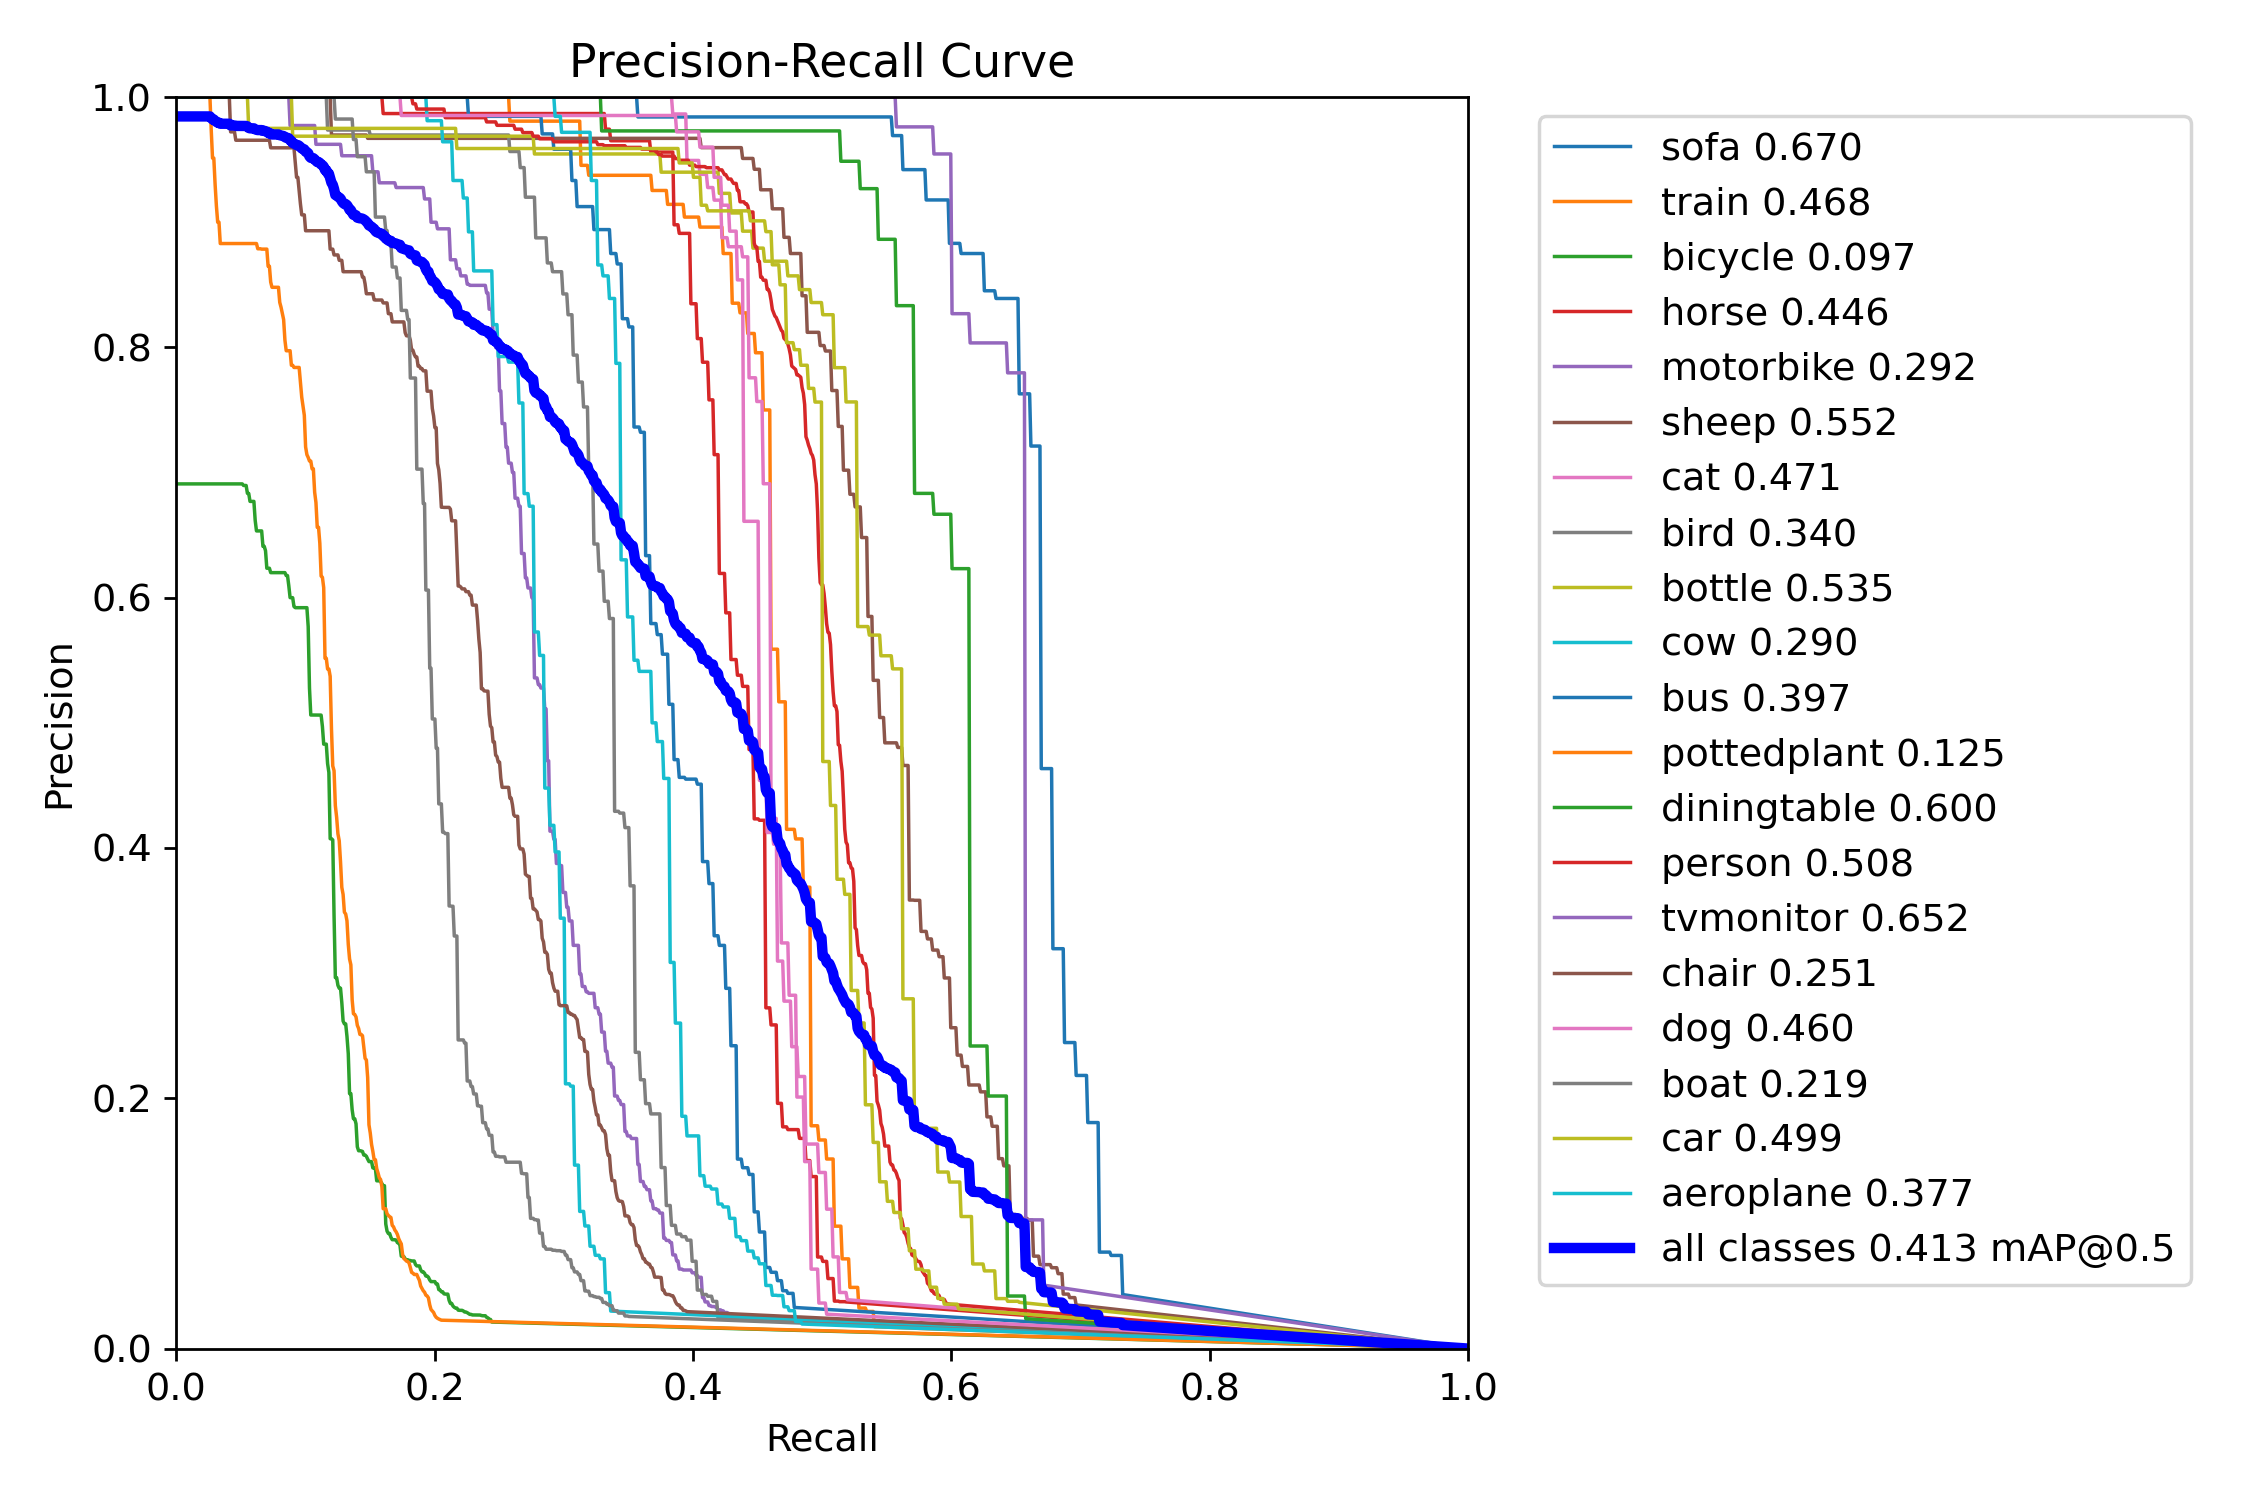 Precision-Recall Curve
1.0
0.8
0.6
0.4
0.2
0.0
Precision
0.0 0.2 0.4 0.6 0.8 1.0
Recall
sofa 0.670
train 0.468
bicycle 0.097
horse 0.446
motorbike 0.292
sheep 0.552
cat 0.471
bird 0.340
bottle 0.535
cow 0.290
bus 0.397
pottedplant 0.125
diningtable 0.600
person 0.508
tvmonitor 0.652
chair 0.251
dog 0.460
boat 0.219
car 0.499
aeroplane 0.377
all classes 0.413 mAP@0.5